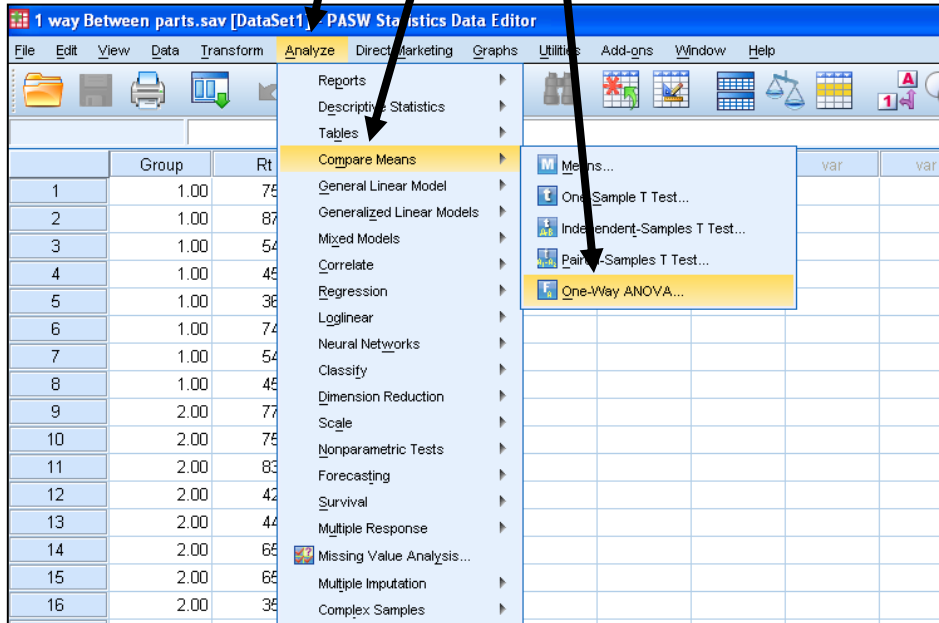 1 way Between parts.sav [DataSet1] - PASW Statistics Data Editor
File Edit View Data Transform Analyze Direct Marketing Graphs Utilities Add-ons Window Help
Reports
Descriptive Statistics
Tables
Compare Means
General Linear Model
Generalized Linear Models
Mixed Models
Correlate
Regression
Loglinear
Neural Networks
Classify
Dimension Reduction
Scale
Nonparametric Tests
Forecasting
Survival
Multiple Response
Missing Value Analysis...
Multiple Imputation
Complex Samples
Means...
One-Sample T Test...
Independent-Samples T Test...
Paired-Samples T Test...
One-Way ANOVA...
Group Rt var var
1 1.00 75
2 1.00 87
3 1.00 54
4 1.00 45
5 1.00 36
6 1.00 74
7 1.00 54
8 1.00 45
9 2.00 77
10 2.00 75
11 2.00 83
12 2.00 42
13 2.00 44
14 2.00 65
15 2.00 65
16 2.00 35